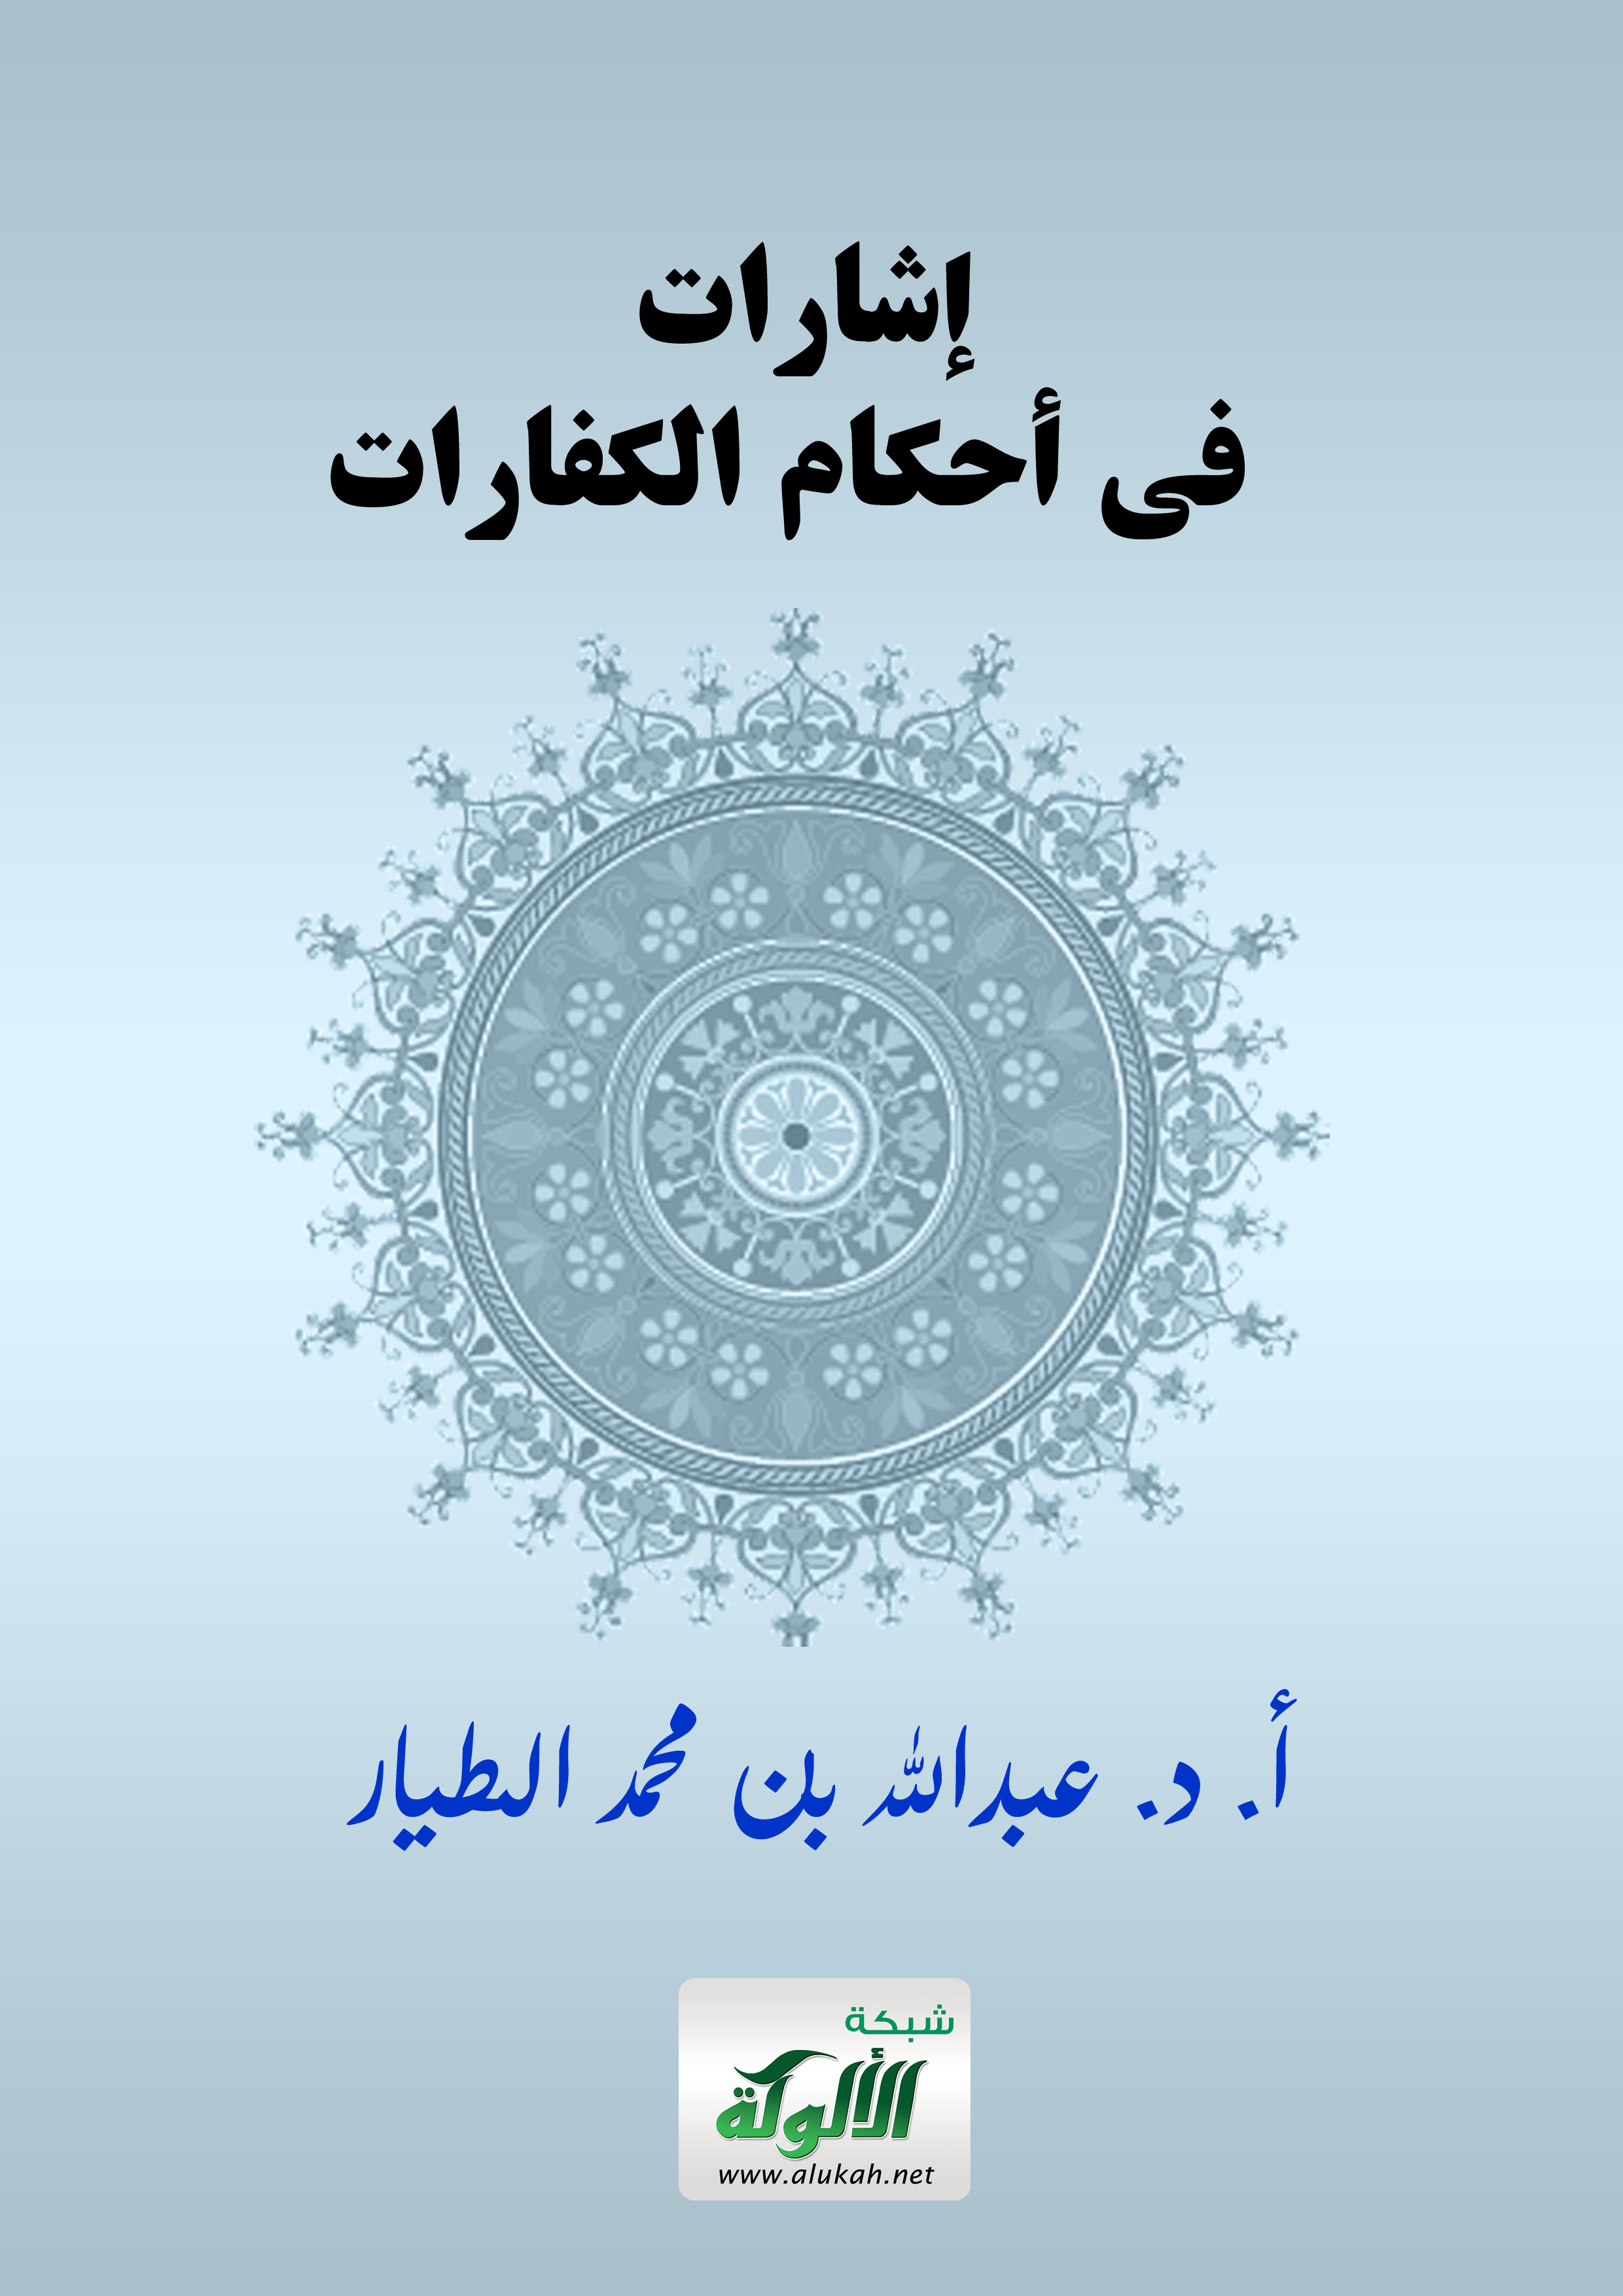 إشارات
فى أحكام الكفارات
أ. د. عبدالله بن محمد الطيار
شبكة
الألوكة
www.alukah.net